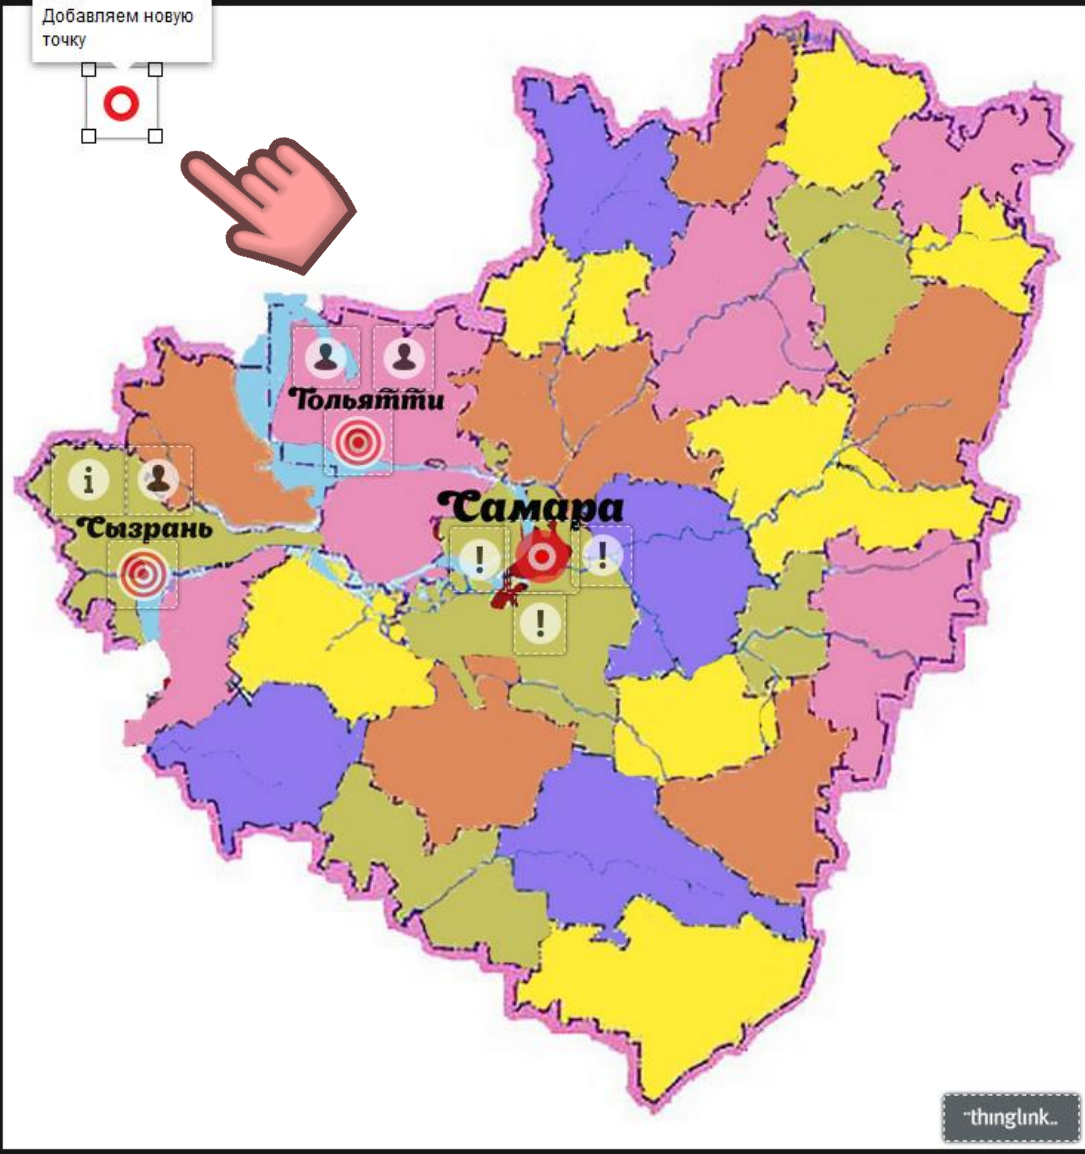 Добавляем новую
точку
Тольятти
Самара
Сызрань
i
!
!
!
thinglink..